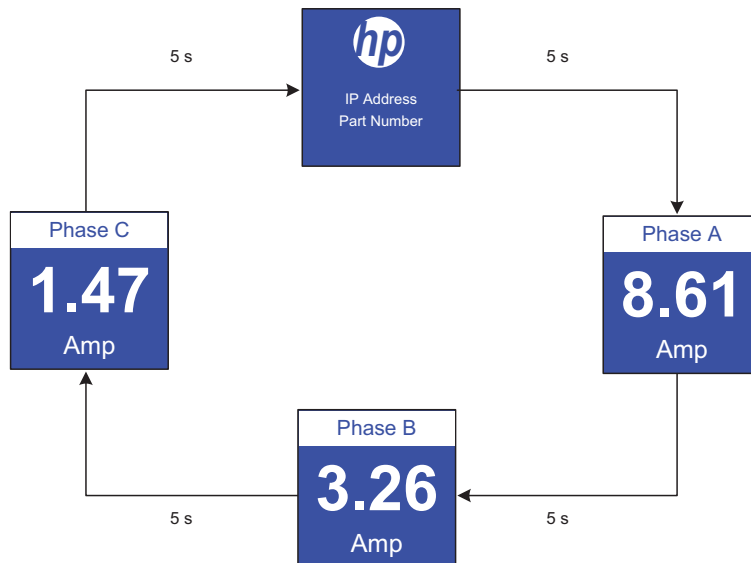 5 s
hp
5 s
IP Address
Part Number
Phase C
1.47
Amp
Phase A
8.61
Amp
Phase B
3.26
Amp
5 s
5 s